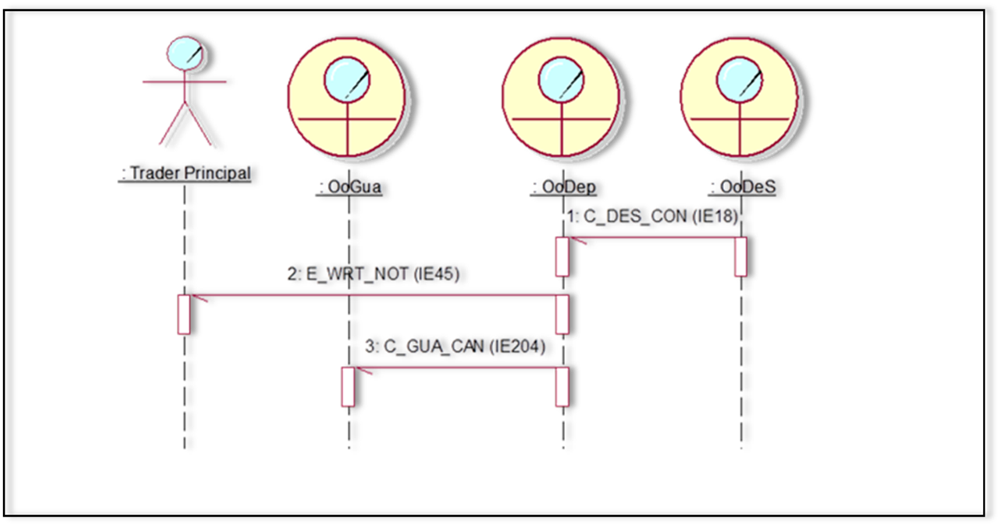 : Trader Principal
: OoGua
: OoDep
: OoDeS
1: C_DES_CON (IE18)
2: E_WRT_NOT (IE45)
3: C_GUA_CAN (IE204)